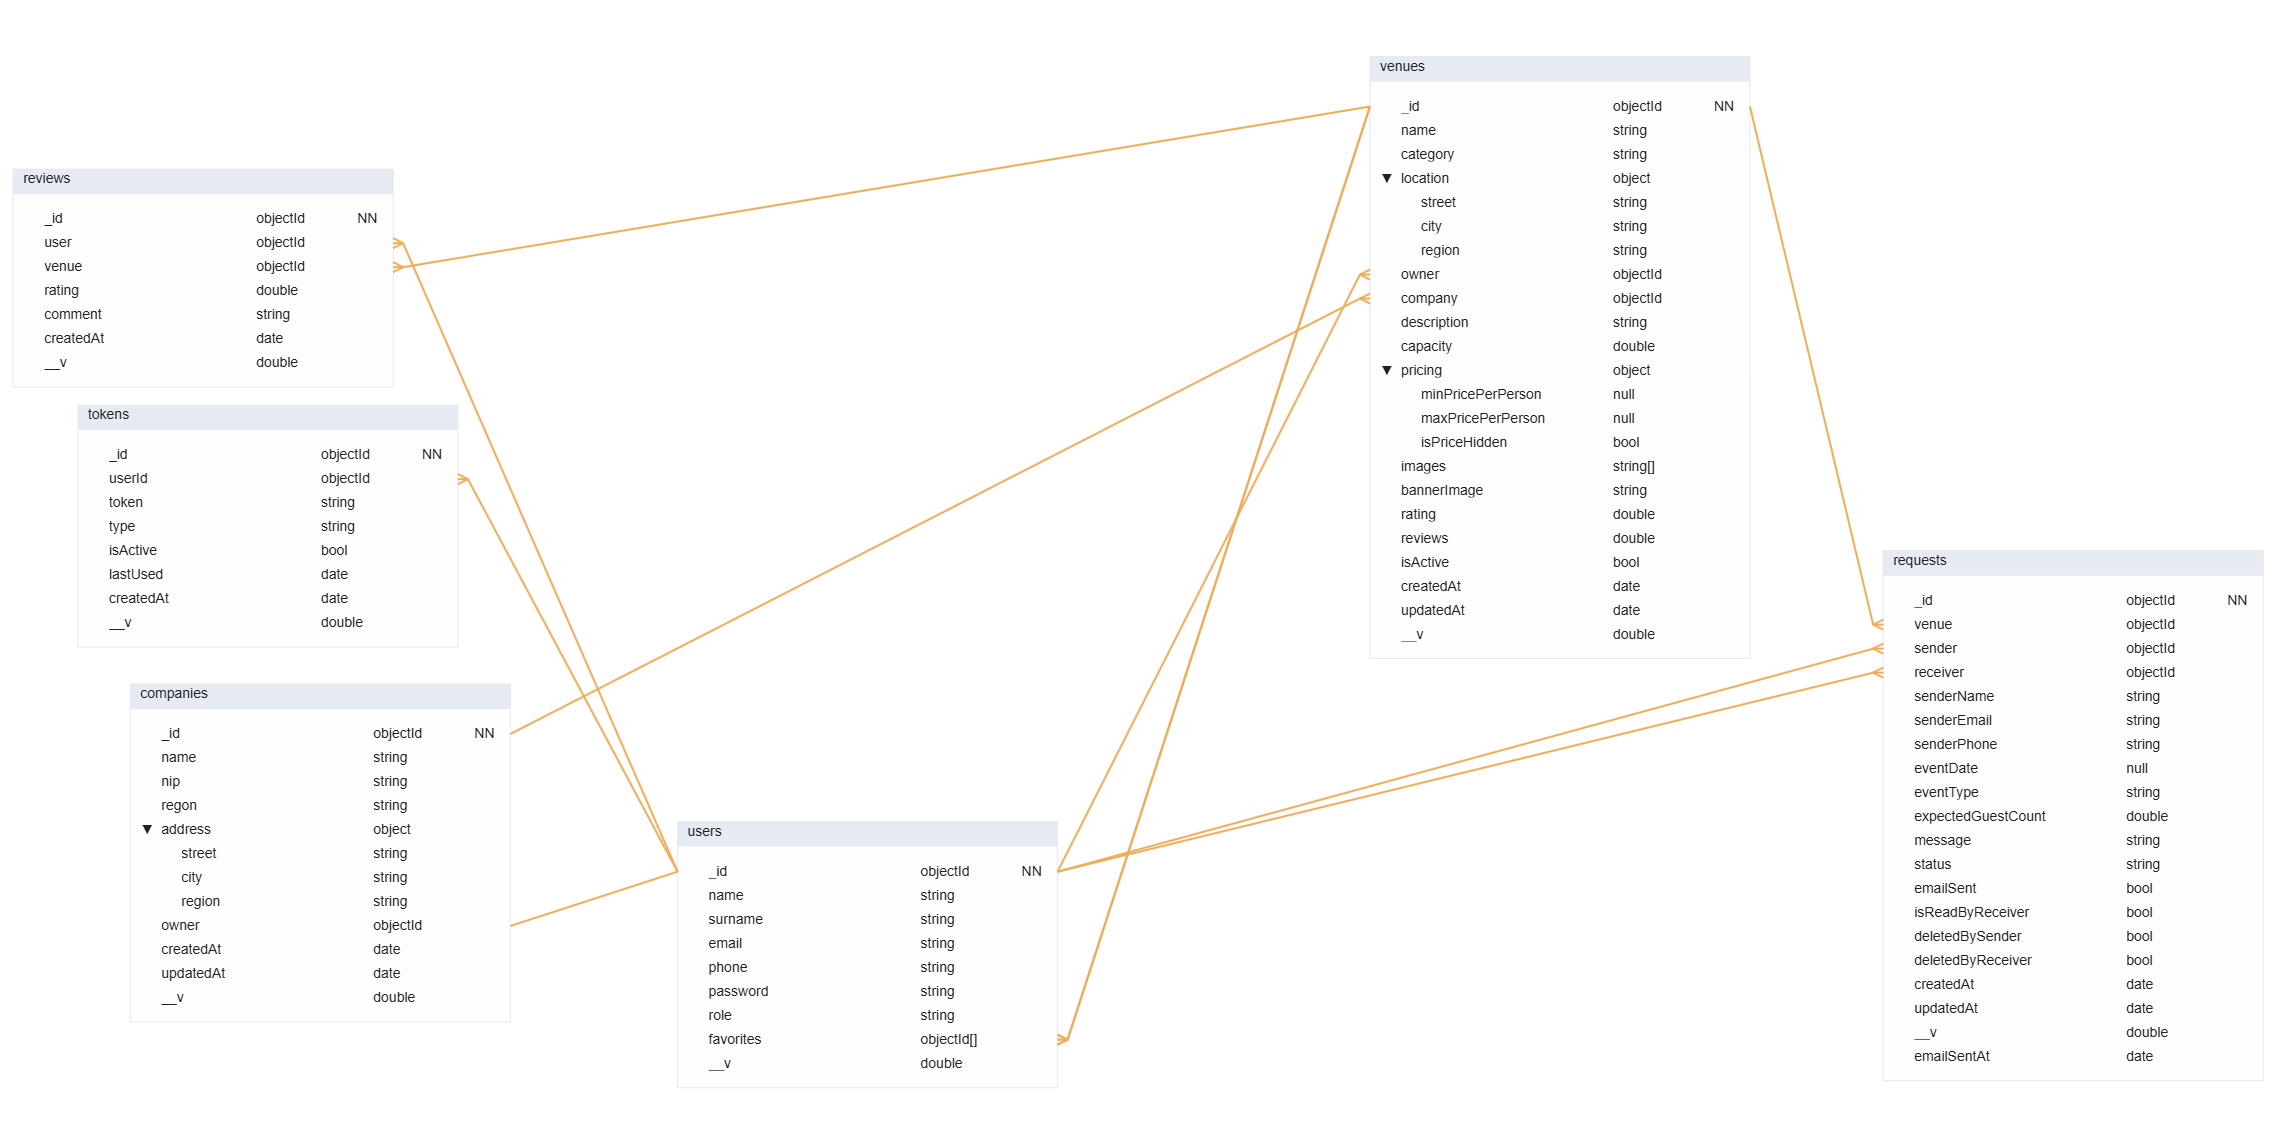 reviews
_id objectId NN
user objectId
venue objectId
rating double
comment string
createdAt date
__v double
tokens
_id objectId NN
userId objectId
token string
type string
isActive bool
lastUsed date
createdAt date
__v double
companies
_id objectId NN
name string
nip string
regon string
▼ address object
street string
city string
region string
owner objectId
createdAt date
updatedAt date
__v double
users
_id objectId NN
name string
surname string
email string
phone string
password string
role string
favorites objectId[]
__v double
venues
_id objectId NN
name string
category string
▼ location object
street string
city string
region string
owner objectId
company objectId
description string
capacity double
▼ pricing object
minPricePerPerson null
maxPricePerPerson null
isPriceHidden bool
images string[]
bannerImage string
rating double
reviews double
isActive bool
createdAt date
updatedAt date
__v double
requests
_id objectId NN
venue objectId
sender objectId
receiver objectId
senderName string
senderEmail string
senderPhone string
eventDate null
eventType string
expectedGuestCount double
message string
status string
emailSent bool
isReadByReceiver bool
deletedBySender bool
deletedByReceiver bool
createdAt date
updatedAt date
__v double
emailSentAt date